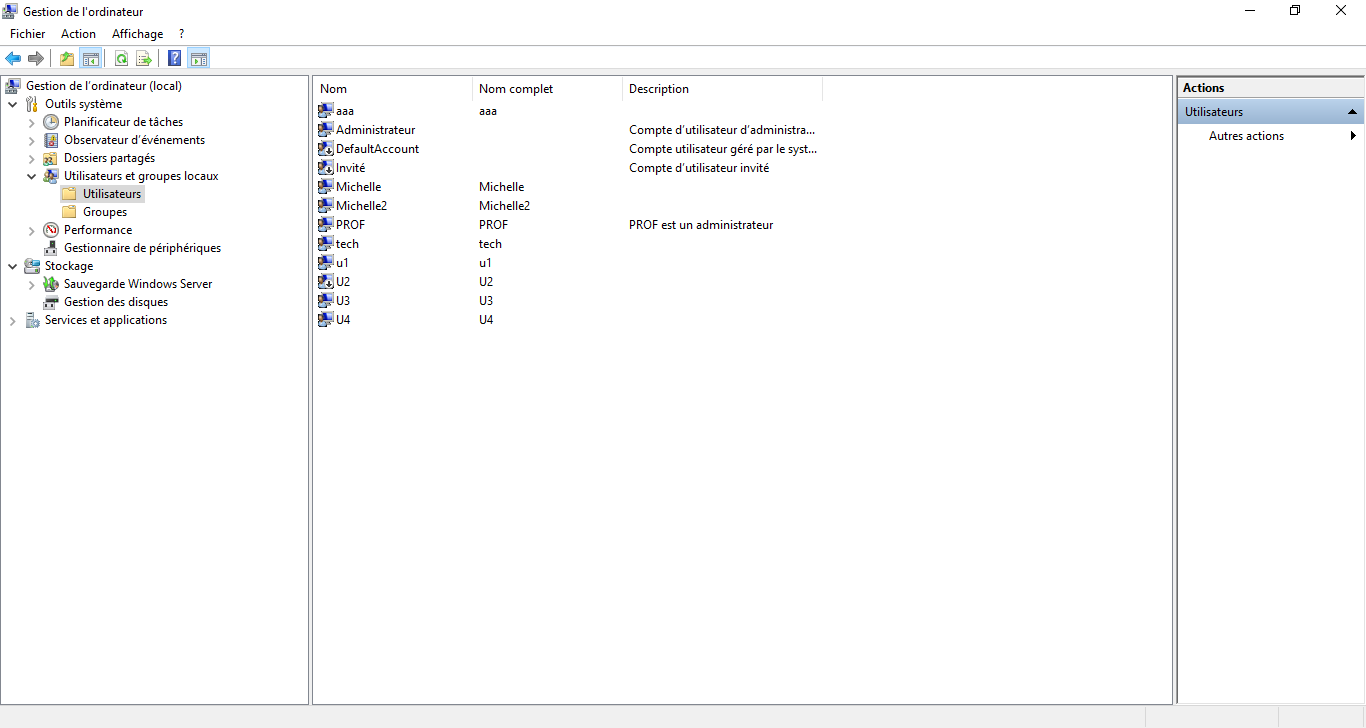 Gestion de l'ordinateur
Fichier Action Affichage ?
Gestion de l'ordinateur (local)
Outils système
Planificateur de tâches
Observateur d'événements
Dossiers partagés
Utilisateurs et groupes locaux
Utilisateurs
Groupes
Performance
Gestionnaire de périphériques
Stockage
Sauvegarde Windows Server
Gestion des disques
Services et applications
Nom Nom complet Description
aaa aaa
Administrateur Compte d'utilisateur d'administra...
DefaultAccount Compte utilisateur géré par le syst...
Invité Compte d'utilisateur invité
Michelle Michelle
Michelle2 Michelle2
PROF PROF PROF est un administrateur
tech tech
u1 u1
U2 U2
U3 U3
U4 U4
Actions
Utilisateurs
Autres actions